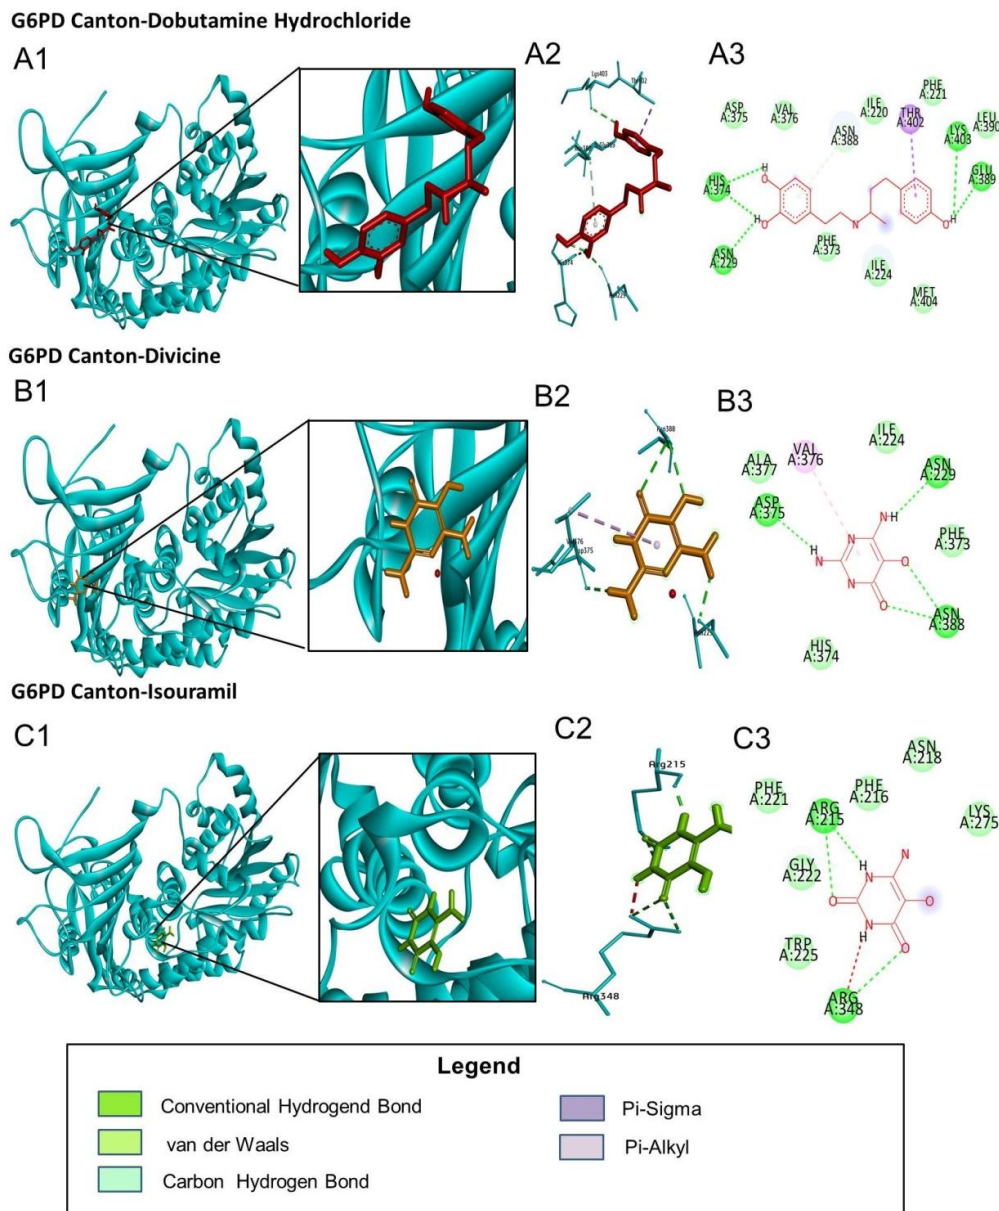 G6PD Canton-Dobutamine Hydrochloride
A1
A2
A3
Lys403
Thr402
ASP
A:375
VAL
A:376
ASN
A:388
ILE
A:220
THR
A:402
PHE
A:221
LYS
A:403
LEU
A:390
GLU
A:389
HIS
A:374
H
O
H
O
N
O
H
ASN
A:229
PHE
A:373
ILE
A:224
MET
A:404
G6PD Canton-Divicine
B1
B2
B3
ALA
A:377
VAL
A:376
ILE
A:224
ASN
A:229
ASP
A:375
PHE
A:373
N
H
H
N
N
O
N
NH
O
HIS
A:374
ASN
A:388
G6PD Canton-Isouramil
C1
C2
C3
Arg215
Arg348
PHE
A:221
ARG
A:215
PHE
A:216
ASN
A:218
LYS
A:275
GLY
A:222
H
N
N
O
O
N
H
O
TRP
A:225
ARG
A:348
Legend
Conventional Hydrogend Bond
van der Waals
Carbon Hydrogen Bond
Pi-Sigma
Pi-Alkyl